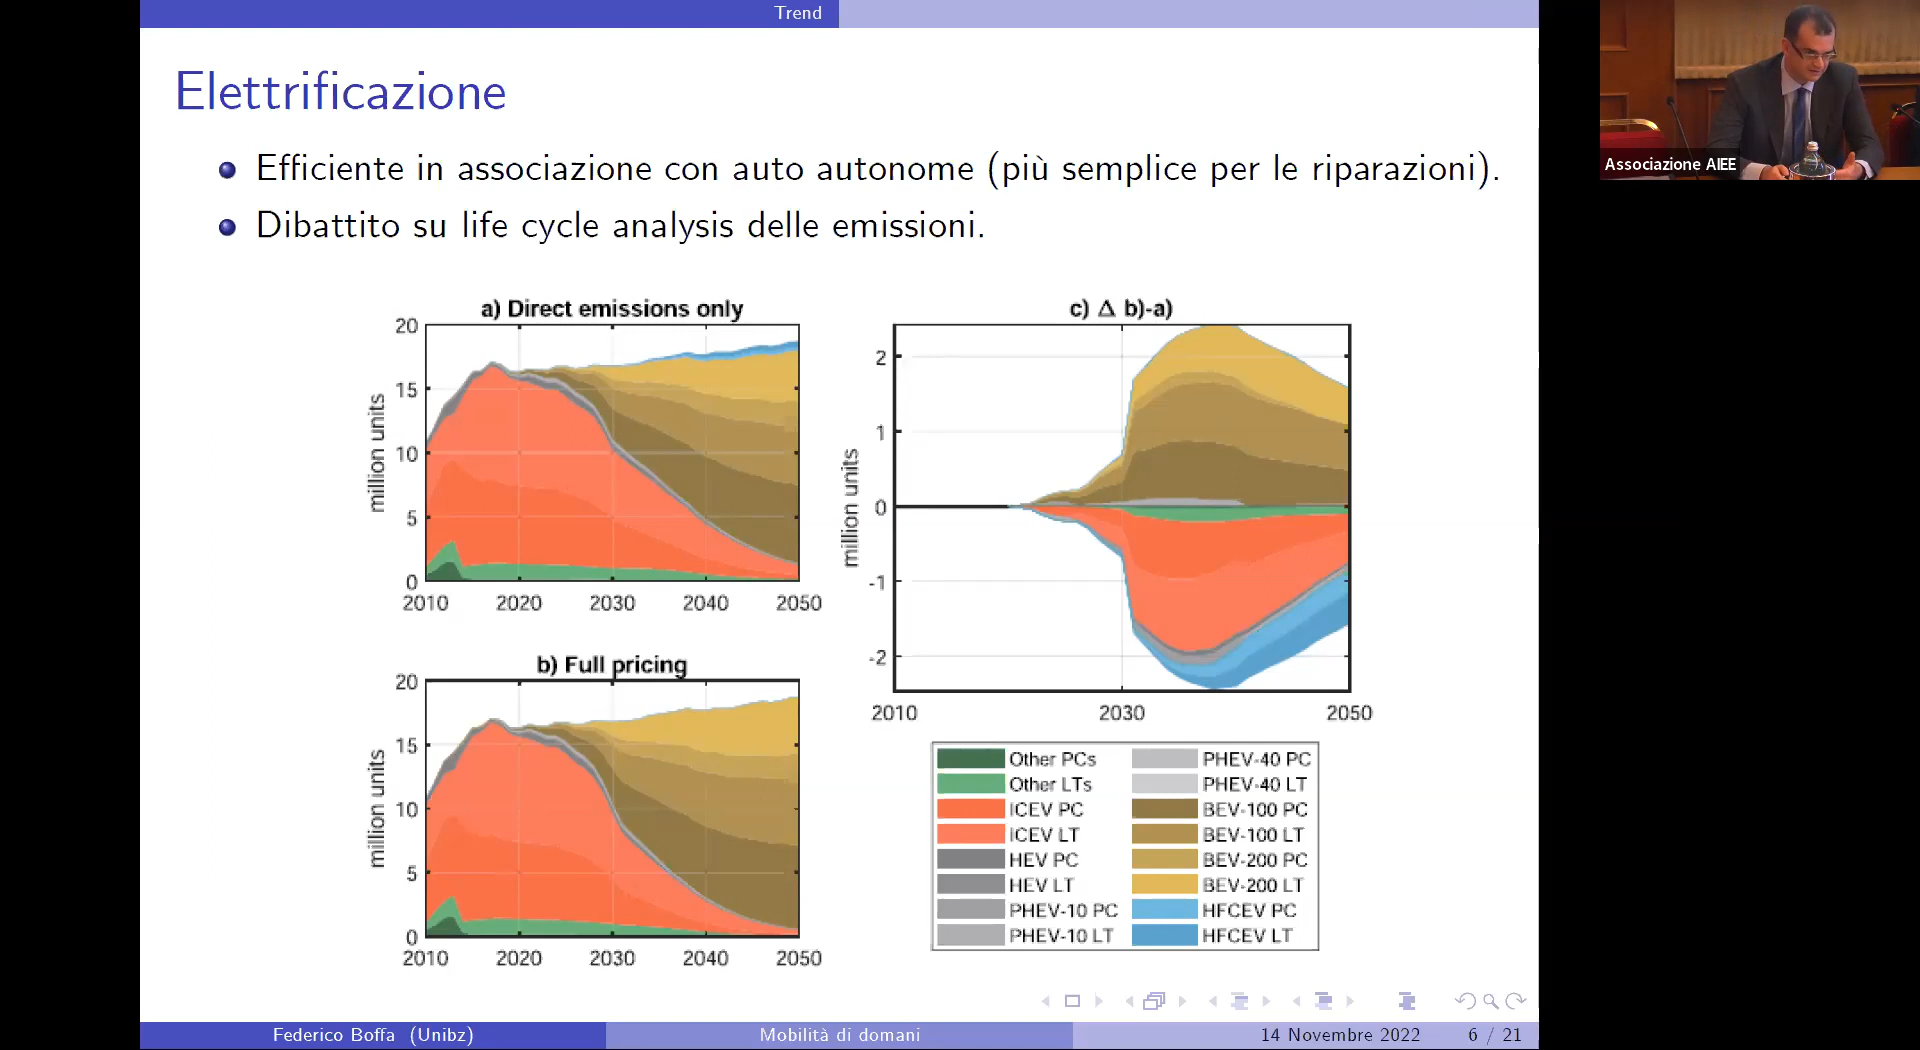 Trend
Elettrificazione
Efficiente in associazione con auto autonome (più semplice per le riparazioni).
Dibattito su life cycle analysis delle emissioni.
a) Direct emissions only
million units
20
15
10
5
0
2010 2020 2030 2040 2050
b) Full pricing
million units
20
15
10
5
0
2010 2020 2030 2040 2050
c) Δ b)-a)
million units
2
1
0
-1
-2
2010 2030 2050
Other PCs
Other LTs
ICEV PC
ICEV LT
HEV PC
HEV LT
PHEV-10 PC
PHEV-10 LT
PHEV-40 PC
PHEV-40 LT
BEV-100 PC
BEV-100 LT
BEV-200 PC
BEV-200 LT
HFCEV PC
HFCEV LT
Federico Boffa (Unibz) Mobilità di domani 14 Novembre 2022 6 / 21
Associazione AIEE